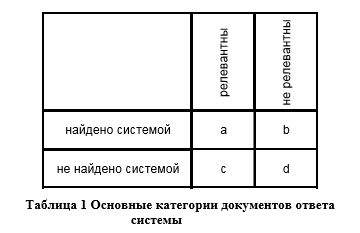 релевантны
не релевантны
найдено системой a b
не найдено системой c d
Таблица 1 Основные категории документов ответа
системы